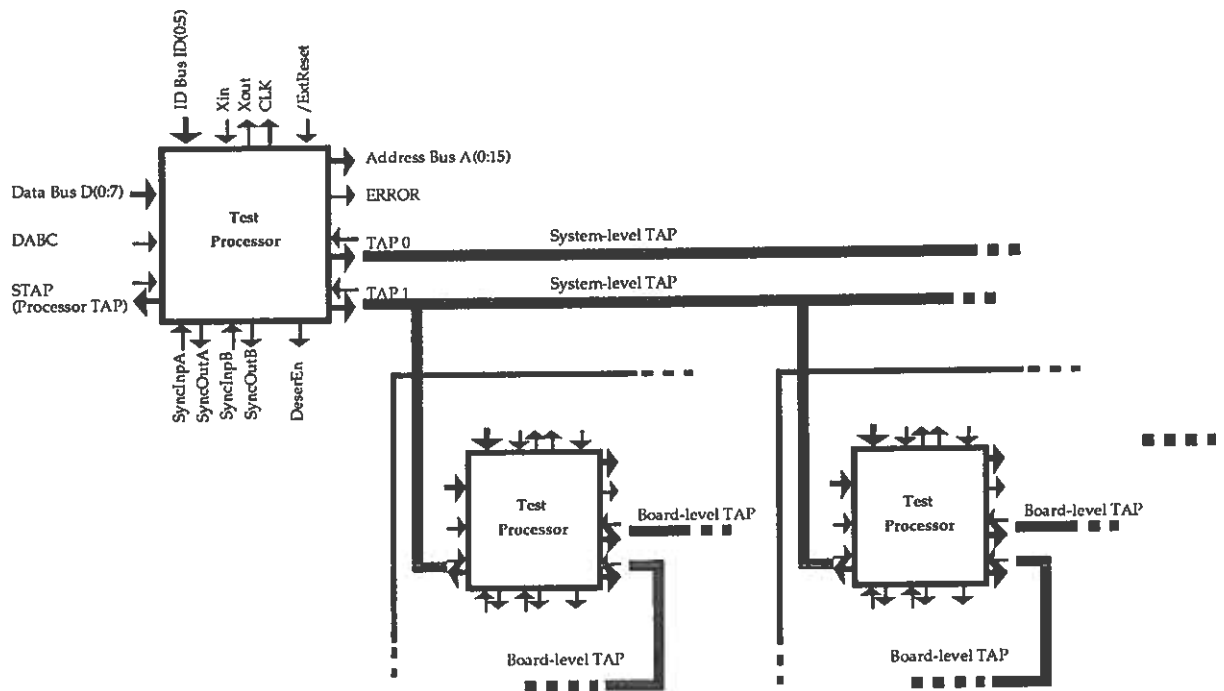 ID Bus ID(0:5)
Xin
Xout
CLK
/ExtReset
Address Bus A(0:15)
Data Bus D(0:7)
ERROR
Test
Processor
DABC
TAP 0
System-level TAP
STAP
(Processor TAP)
TAP 1
System-level TAP
SyncInpA
SyncOutA
SyncInpB
SyncOutB
DeserEn
Test
Processor
Board-level TAP
Board-level TAP
Test
Processor
Board-level TAP
Board-level TAP